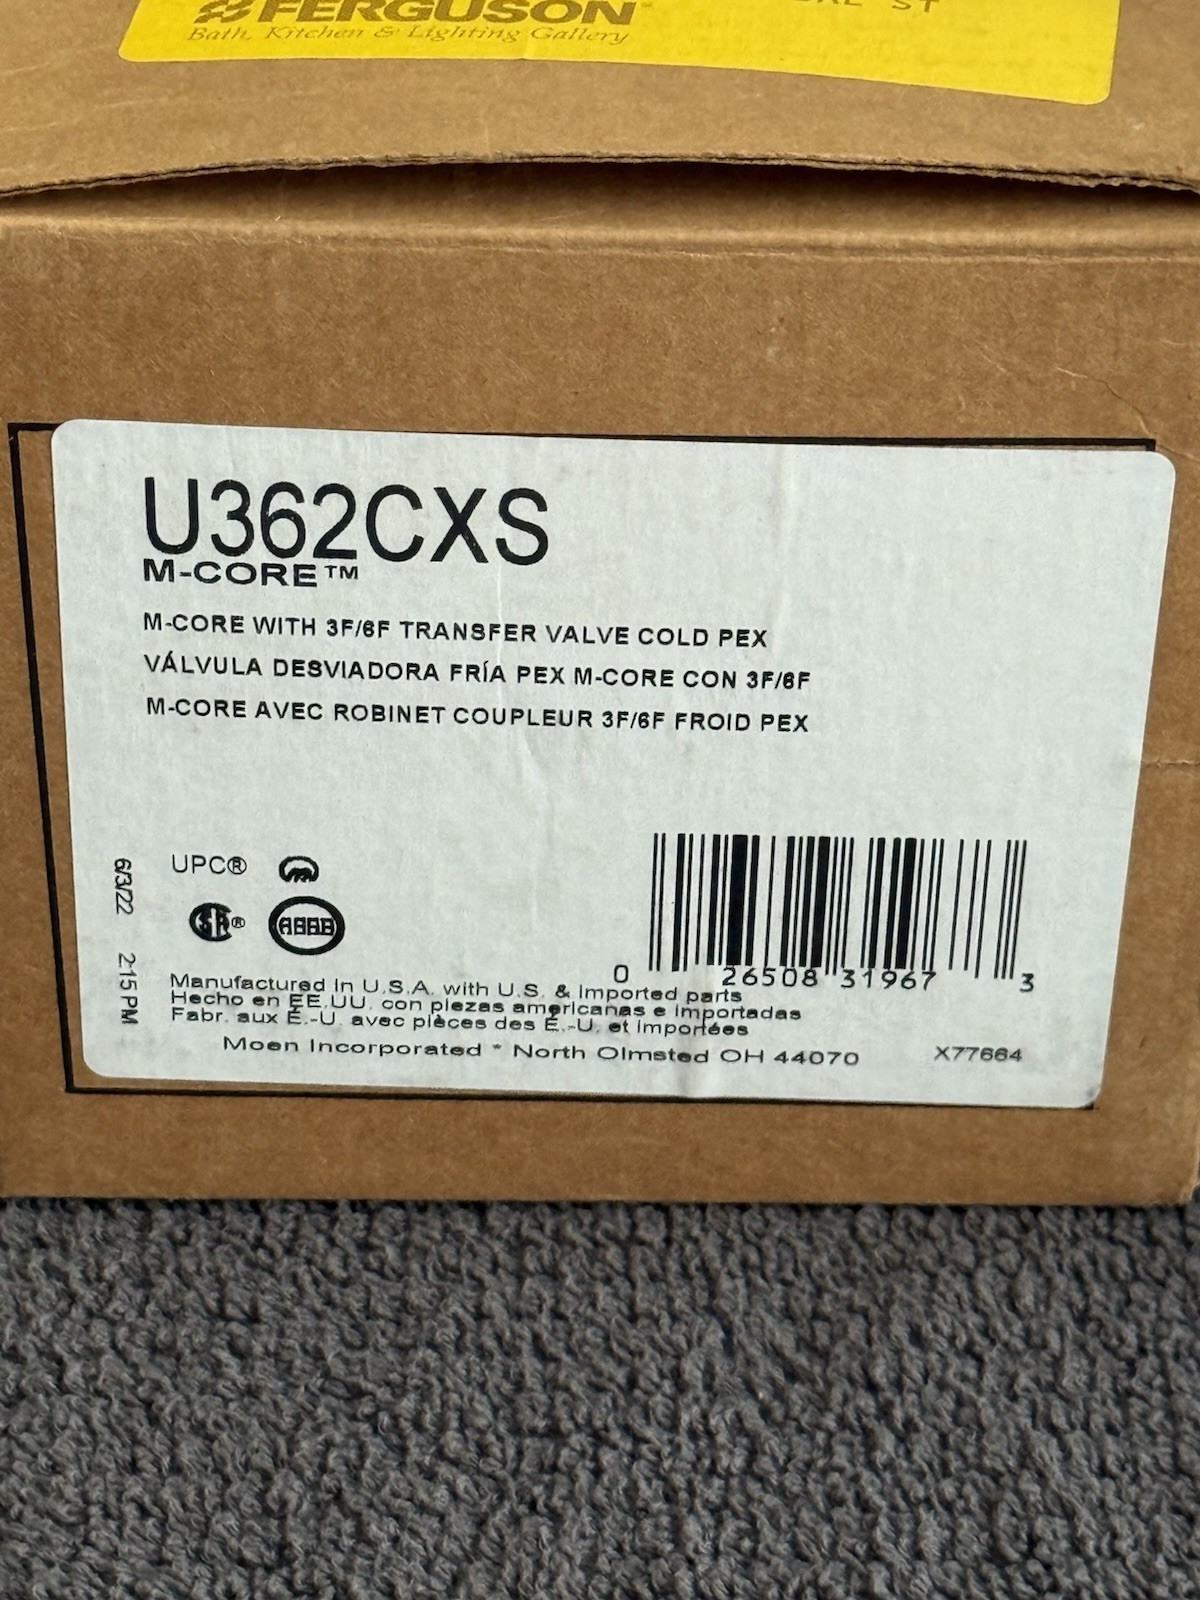 FERGUSON
Bath, Kitchen & Lighting Gallery
ST
U362CXS
M-CORE™
M-CORE WITH 3F/6F TRANSFER VALVE COLD PEX
VÁLVULA DESVIADORA FRÍA PEX M-CORE CON 3F/6F
M-CORE AVEC ROBINET COUPLEUR 3F/6F FROID PEX
6/3/22 2:15 PM
UPC®
0 26508 31967 3
Manufactured in U.S.A. with U.S. & Imported parts
Hecho en EE.UU. con piezas americanas e importadas
Fabr. aux É.-U. avec pièces des É.-U. et importées
Moen Incorporated * North Olmsted OH 44070
X77664